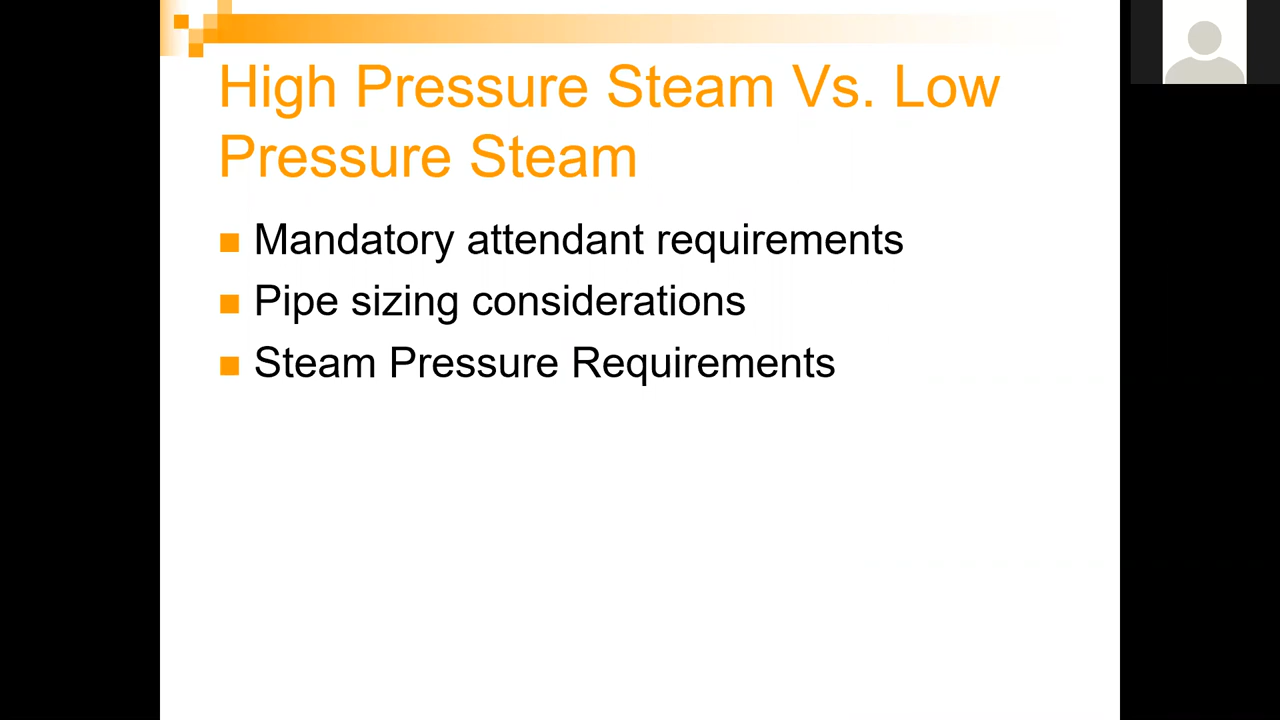 High Pressure Steam Vs. Low
Pressure Steam
Mandatory attendant requirements
Pipe sizing considerations
Steam Pressure Requirements